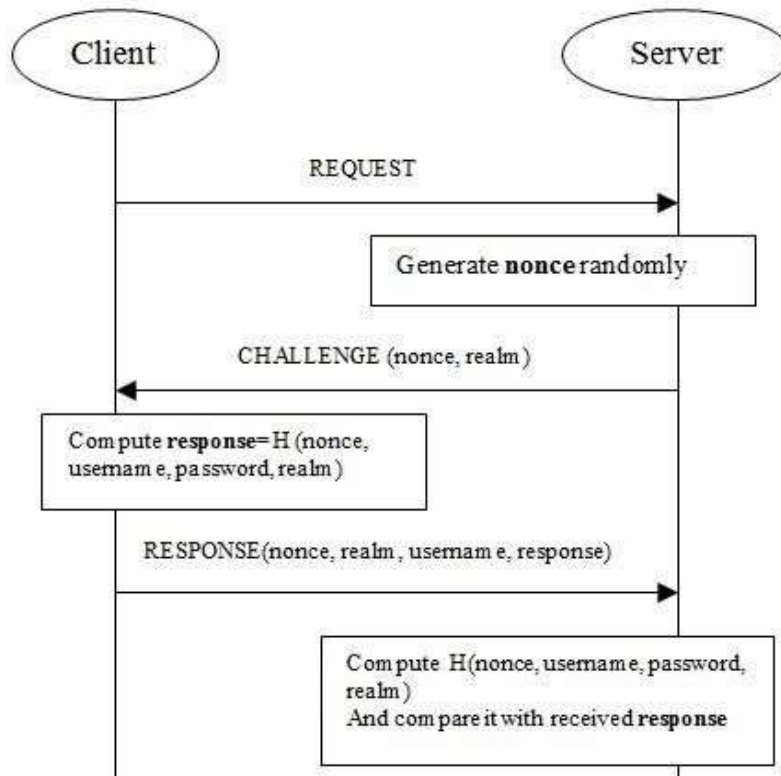 Client
Server
REQUEST
Generate nonce randomly
CHALLENGE (nonce, realm)
Compute response=H (nonce,
username, password, realm)
RESPONSE(nonce, realm, username, response)
Compute H(nonce, username, password,
realm)
And compare it with received response